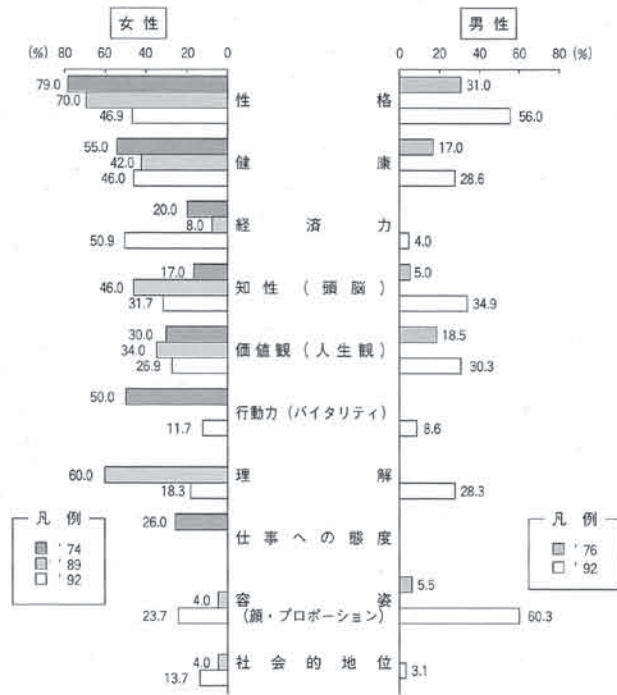 女性
男性
(%) 80 60 40 20 0
0 20 40 60 (%) 80
79.0
70.0
46.9
性格
31.0
56.0
55.0
42.0
46.0
健康
17.0
28.6
20.0
8.0
50.9
経済力
4.0
17.0
46.0
31.7
知性(頭脳)
5.0
34.9
30.0
34.0
26.9
価値観(人生観)
18.5
30.3
50.0
11.7
行動力(バイタリティ)
8.6
60.0
18.3
理解
28.3
26.0
仕事への態度
4.0
23.7
容姿
(顔・プロポーション)
5.5
60.3
4.0
13.7
社会的地位
3.1
凡例
'74
'89
'92
凡例
'76
'92